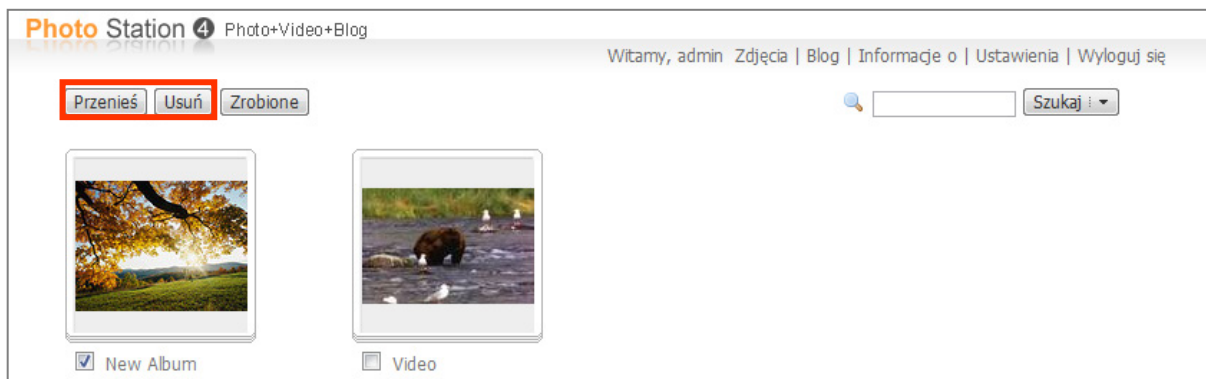 Photo Station 4 Photo+Video+Blog
Witamy, admin Zdjęcia | Blog | Informacje o | Ustawienia | Wyloguj się
Przenieś Usuń Zrobione Szukaj
New Album Video